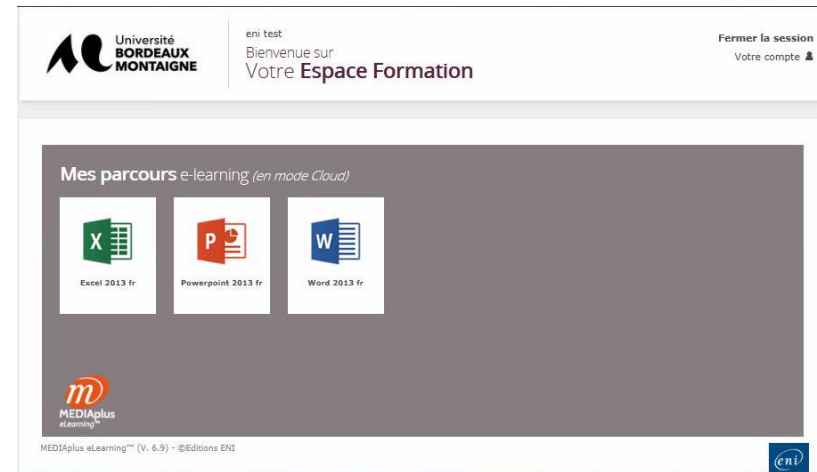 Université
BORDEAUX
MONTAIGNE
eni test
Bienvenue sur
Votre Espace Formation
Fermer la session
Votre compte
Mes parcours e-learning (en mode Cloud)
X
P
W
Excel 2013 fr
Powerpoint 2013 fr
Word 2013 fr
m
MEDIAplus
eLearning™
MEDIAplus eLearning™ (V. 6.9) - ©Editions ENI
eni